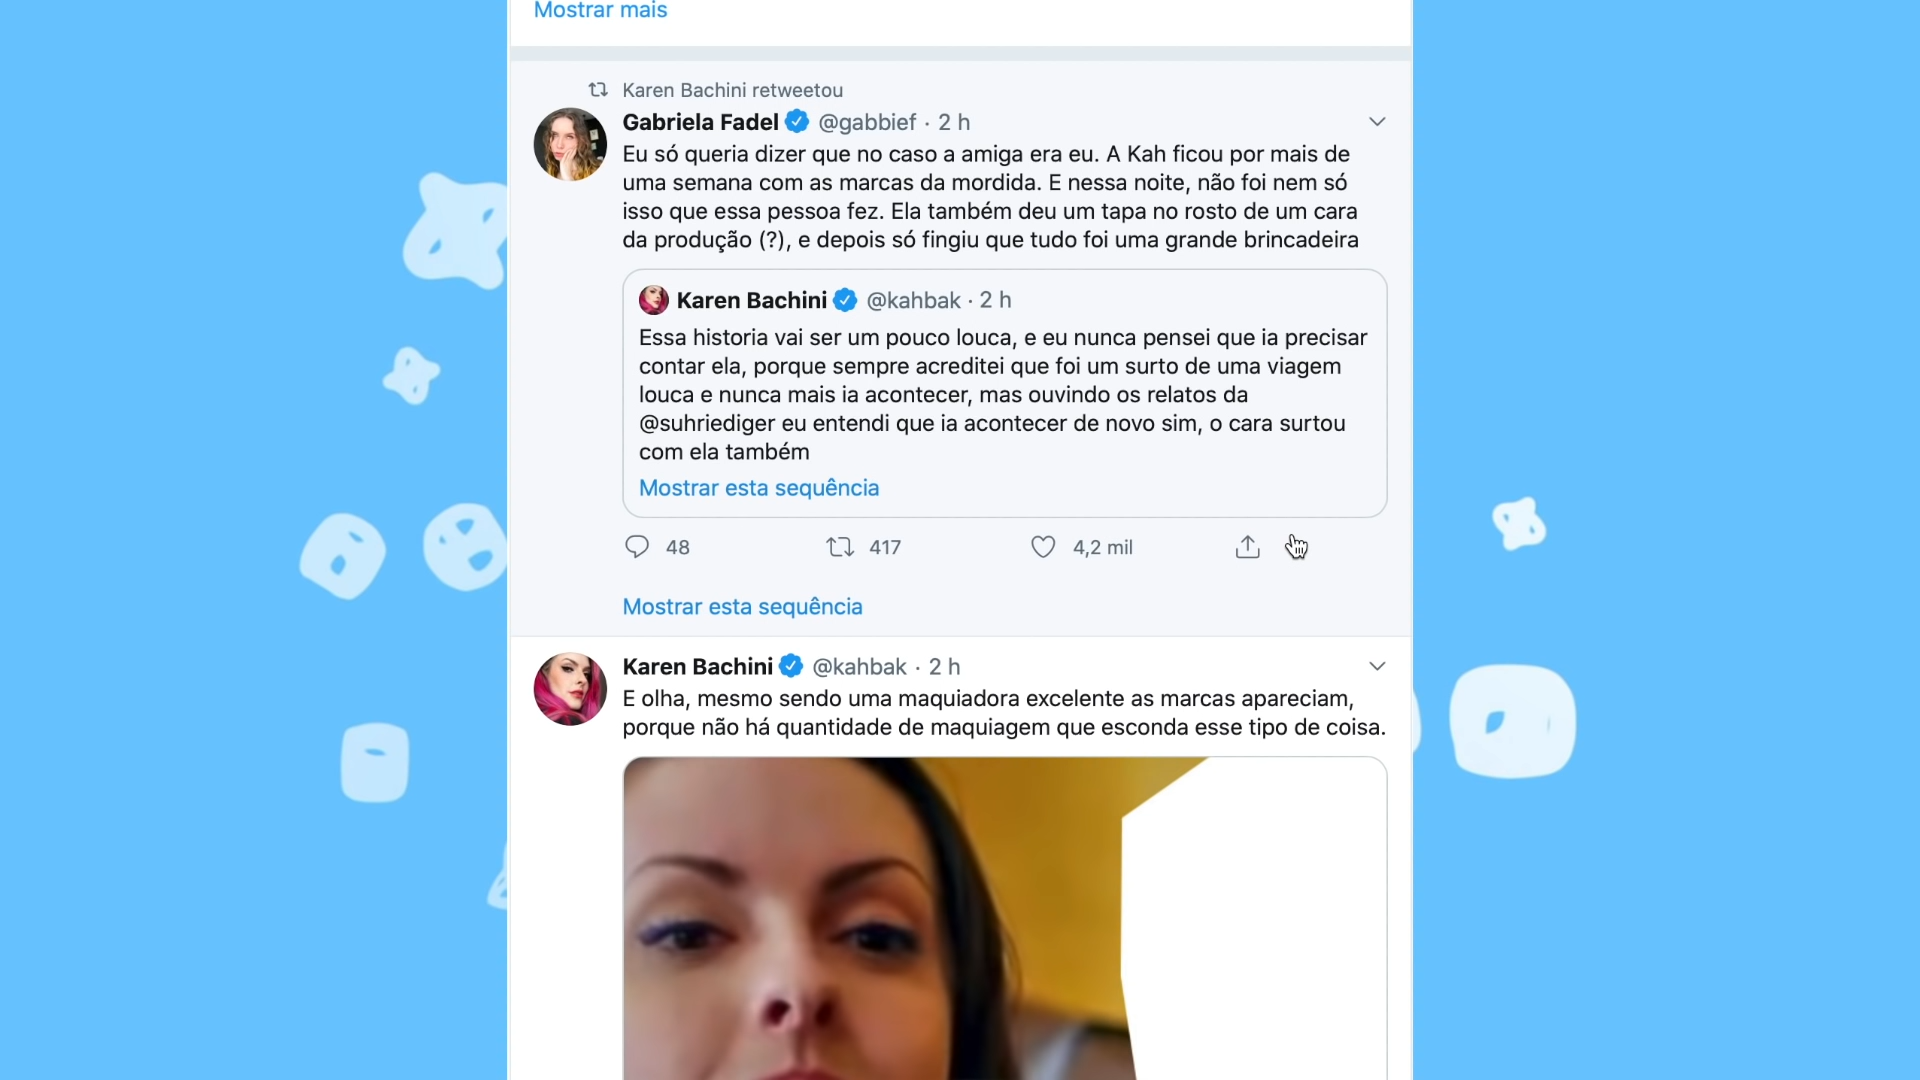 Mostrar mais
Karen Bachini retweetou
Gabriela Fadel @gabbief · 2 h
Eu só queria dizer que no caso a amiga era eu. A Kah ficou por mais de
uma semana com as marcas da mordida. E nessa noite, não foi nem só
isso que essa pessoa fez. Ela também deu um tapa no rosto de um cara
da produção (?), e depois só fingiu que tudo foi uma grande brincadeira
Karen Bachini @kahbak · 2 h
Essa historia vai ser um pouco louca, e eu nunca pensei que ia precisar
contar ela, porque sempre acreditei que foi um surto de uma viagem
louca e nunca mais ia acontecer, mas ouvindo os relatos da
@suhriediger eu entendi que ia acontecer de novo sim, o cara surtou
com ela também
Mostrar esta sequência
48 417 4,2 mil
Mostrar esta sequência
Karen Bachini @kahbak · 2 h
E olha, mesmo sendo uma maquiadora excelente as marcas apareciam,
porque não há quantidade de maquiagem que esconda esse tipo de coisa.